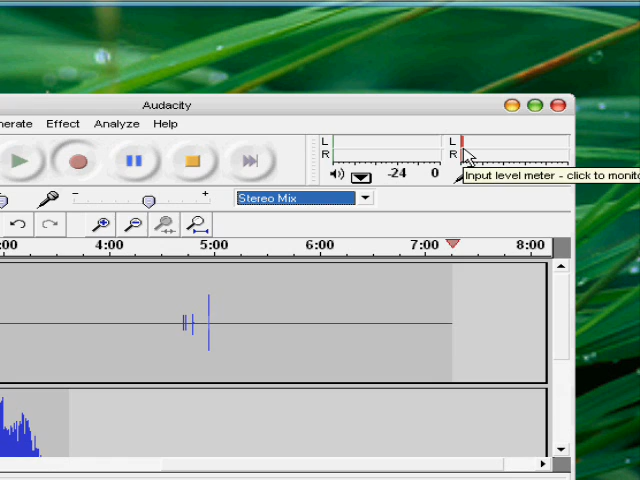 Audacity
nerate Effect Analyze Help
L
R
-24 0
L
R
Input level meter - click to monito
- +
Stereo Mix
:00 4:00 5:00 6:00 7:00 8:00